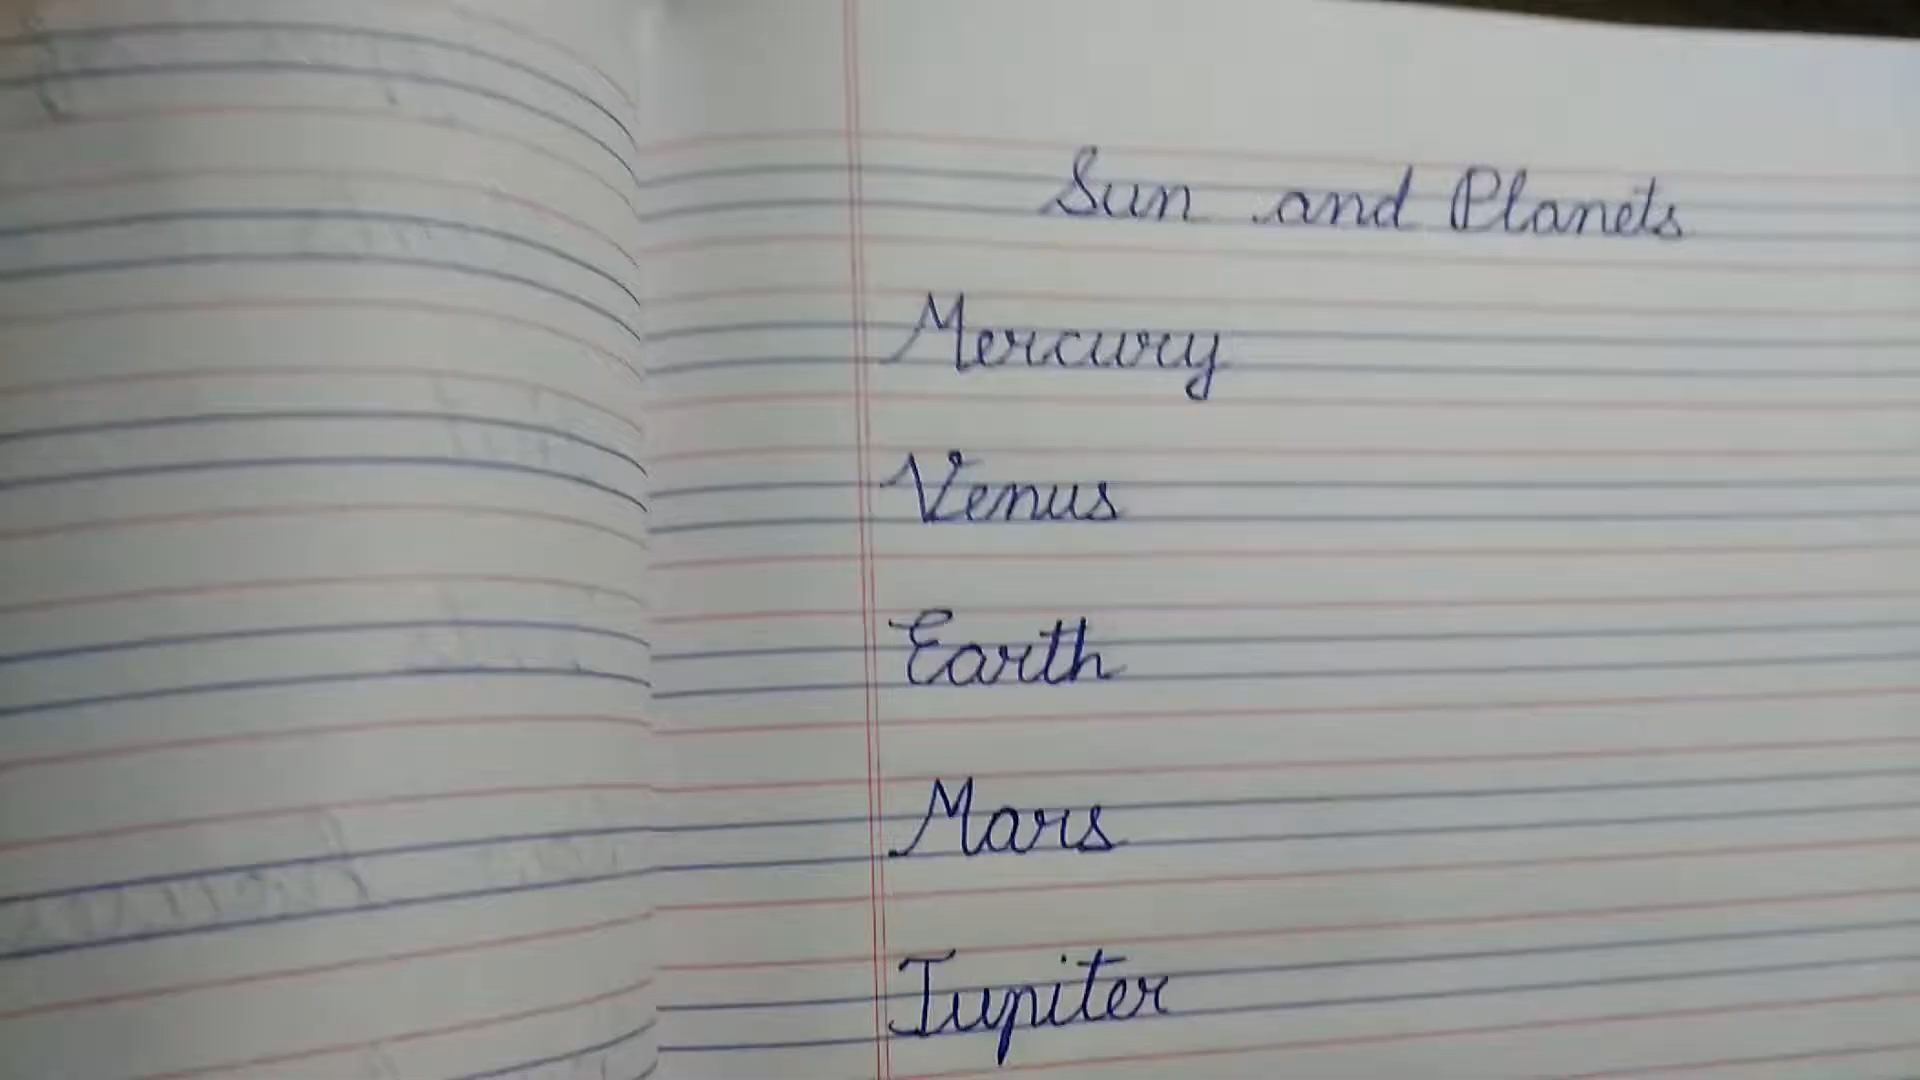 Sun and Planets
Mercury
Venus
Earth
Mars
Jupiter